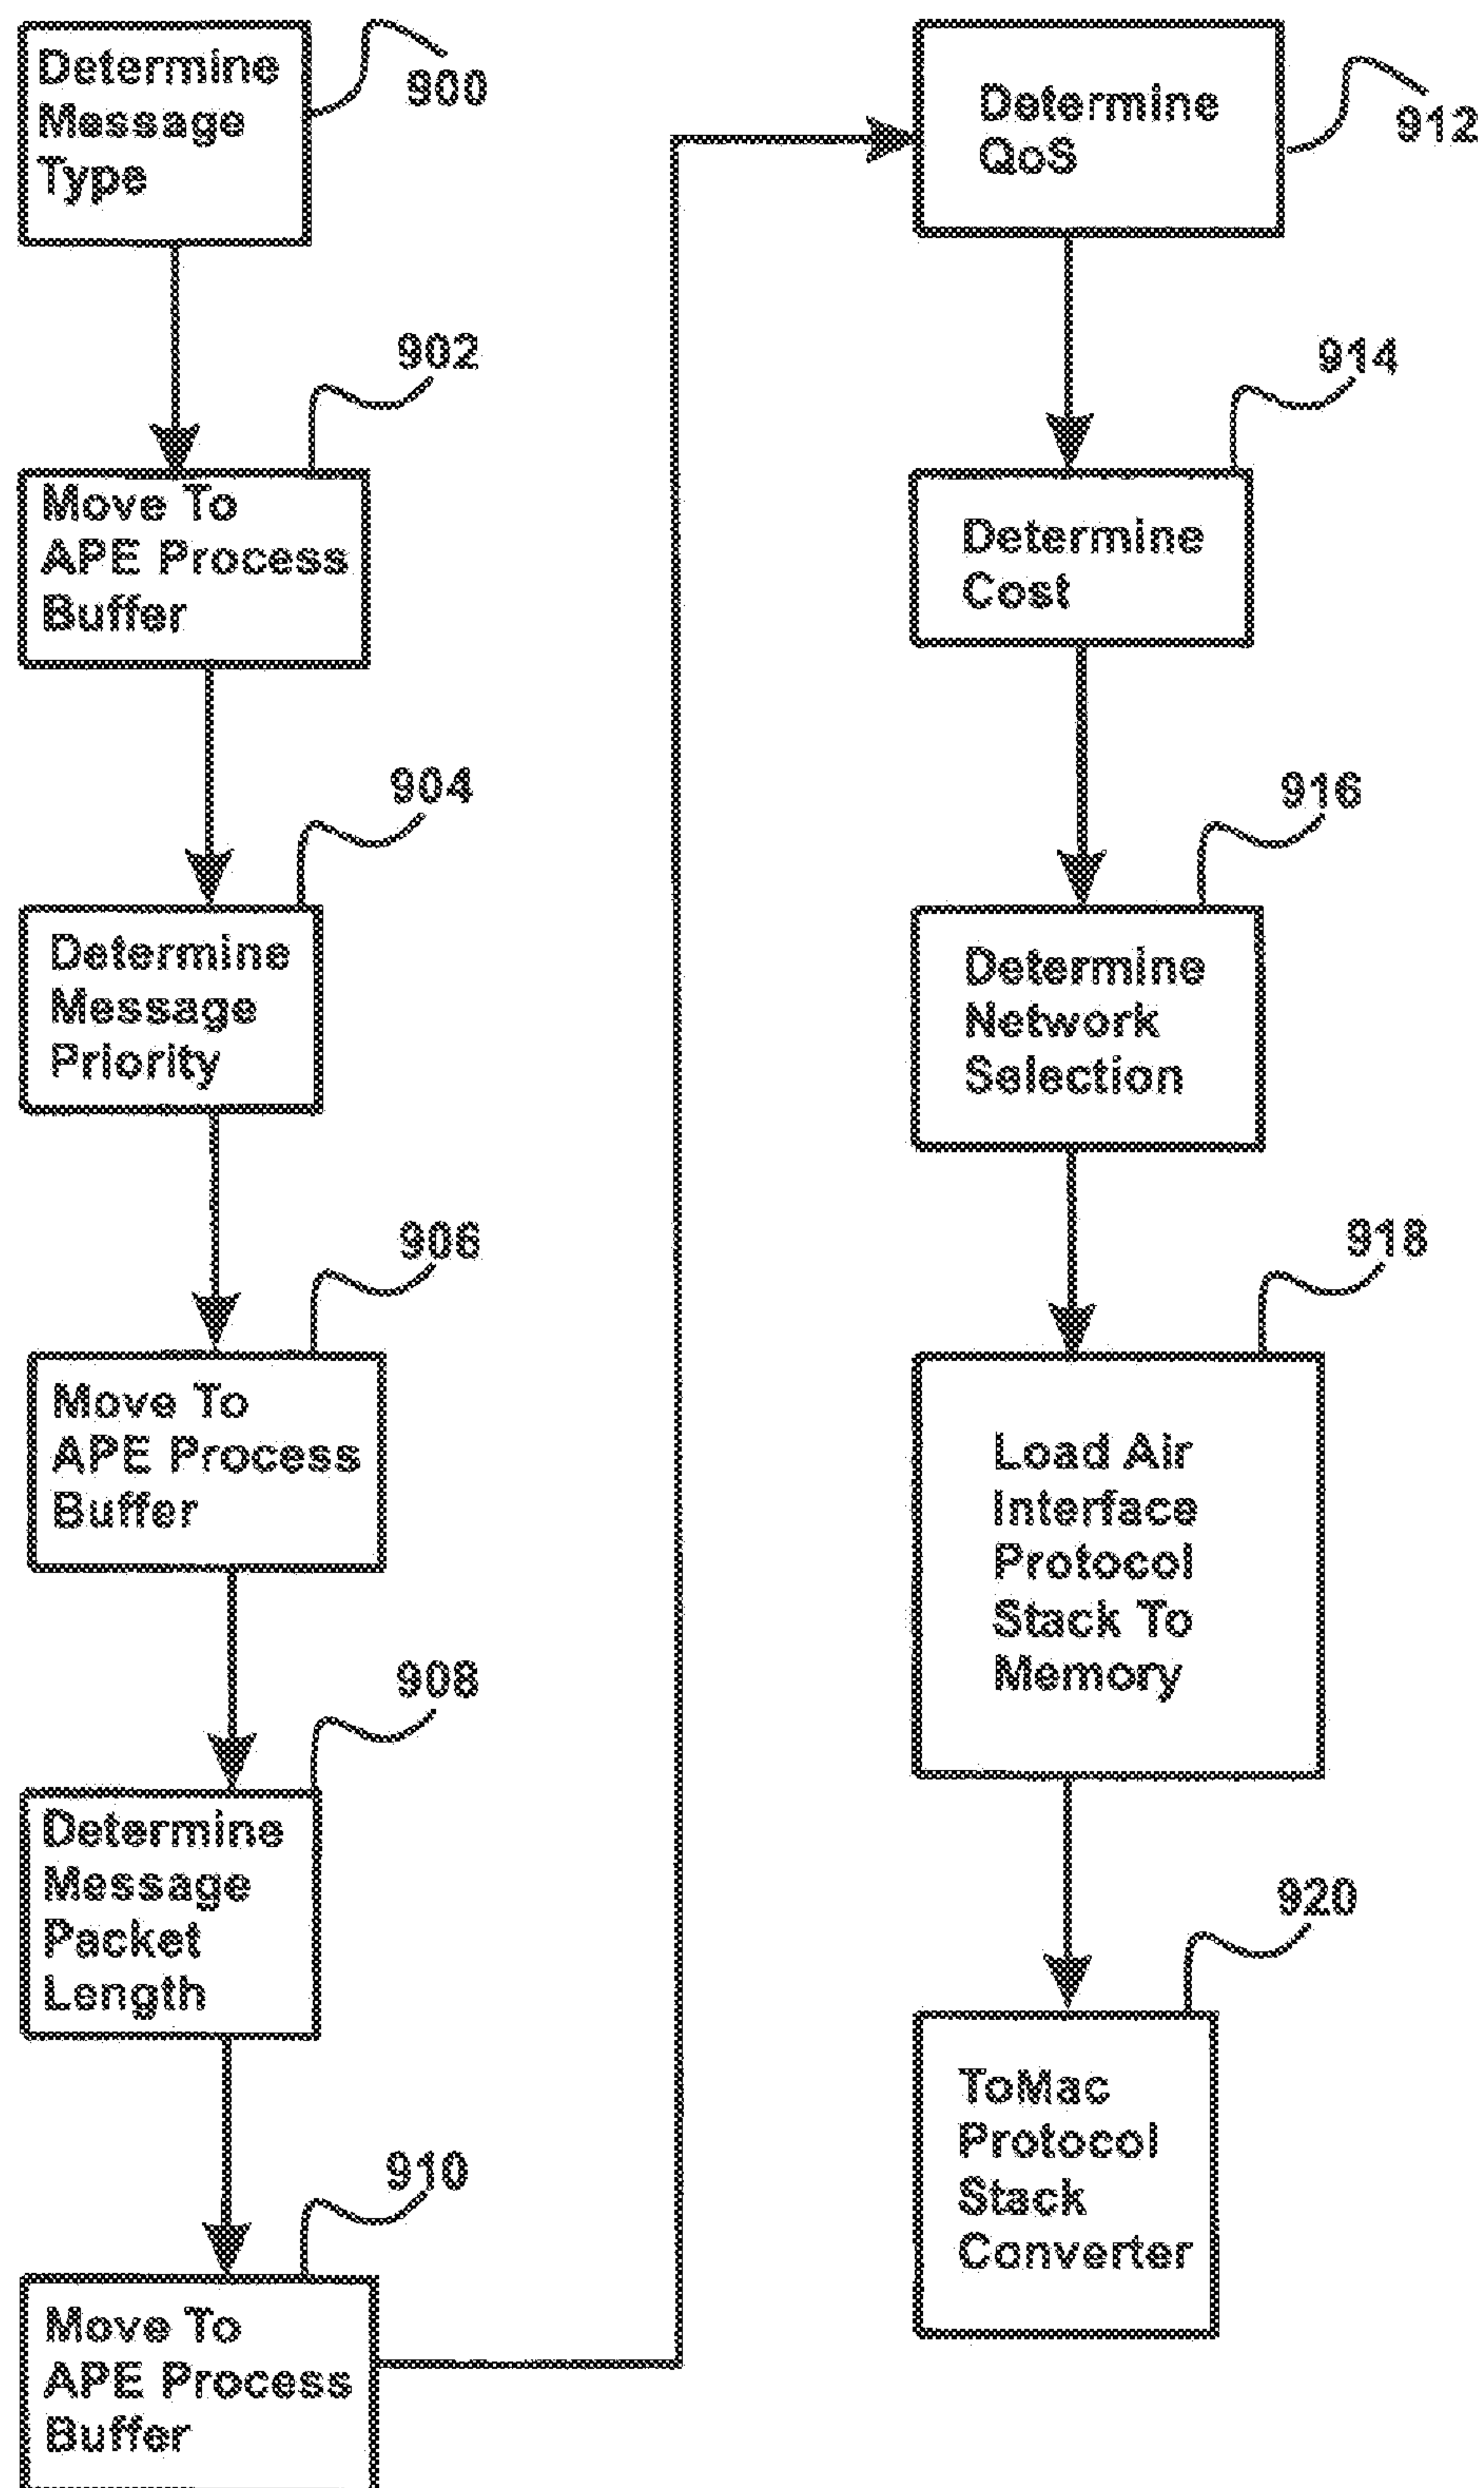 Determine
Message
Type
900
902
Move To
APE Process
Buffer
904
Determine
Message
Priority
906
Move To
APE Process
Buffer
908
Determine
Message
Packet
Length
910
Move To
APE Process
Buffer
912
Determine
QoS
914
Determine
Cost
916
Determine
Network
Selection
918
Load Air
Interface
Protocol
Stack To
Memory
920
ToMac
Protocol
Stack
Converter